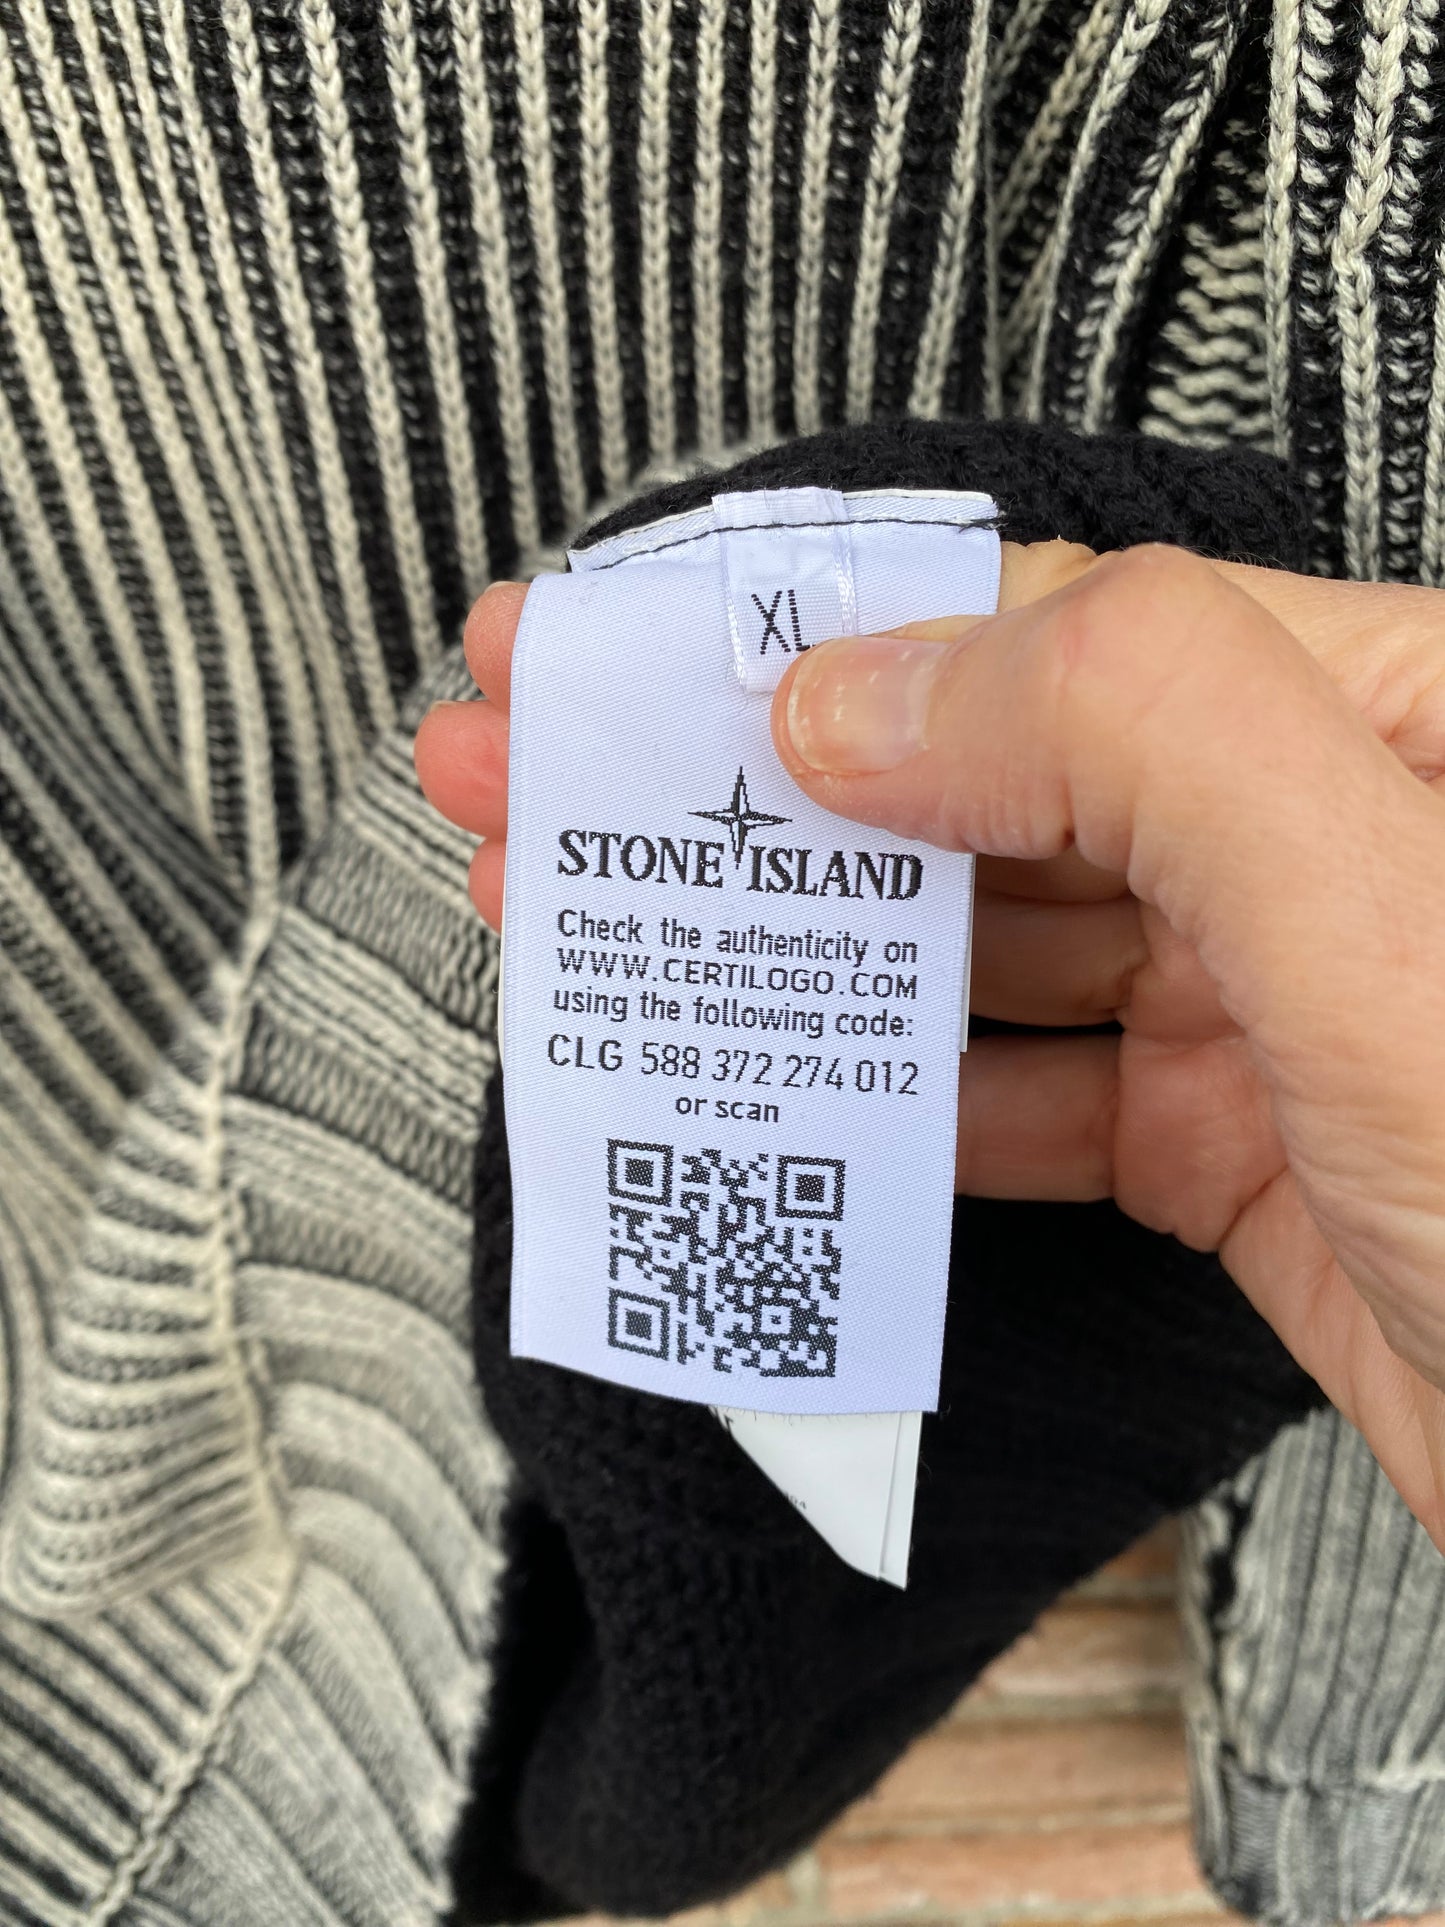 XL
STONE ISLAND
Check the authenticity on
WWW.CERTILOGO.COM
using the following code:
CLG 588 372 274 012
or scan